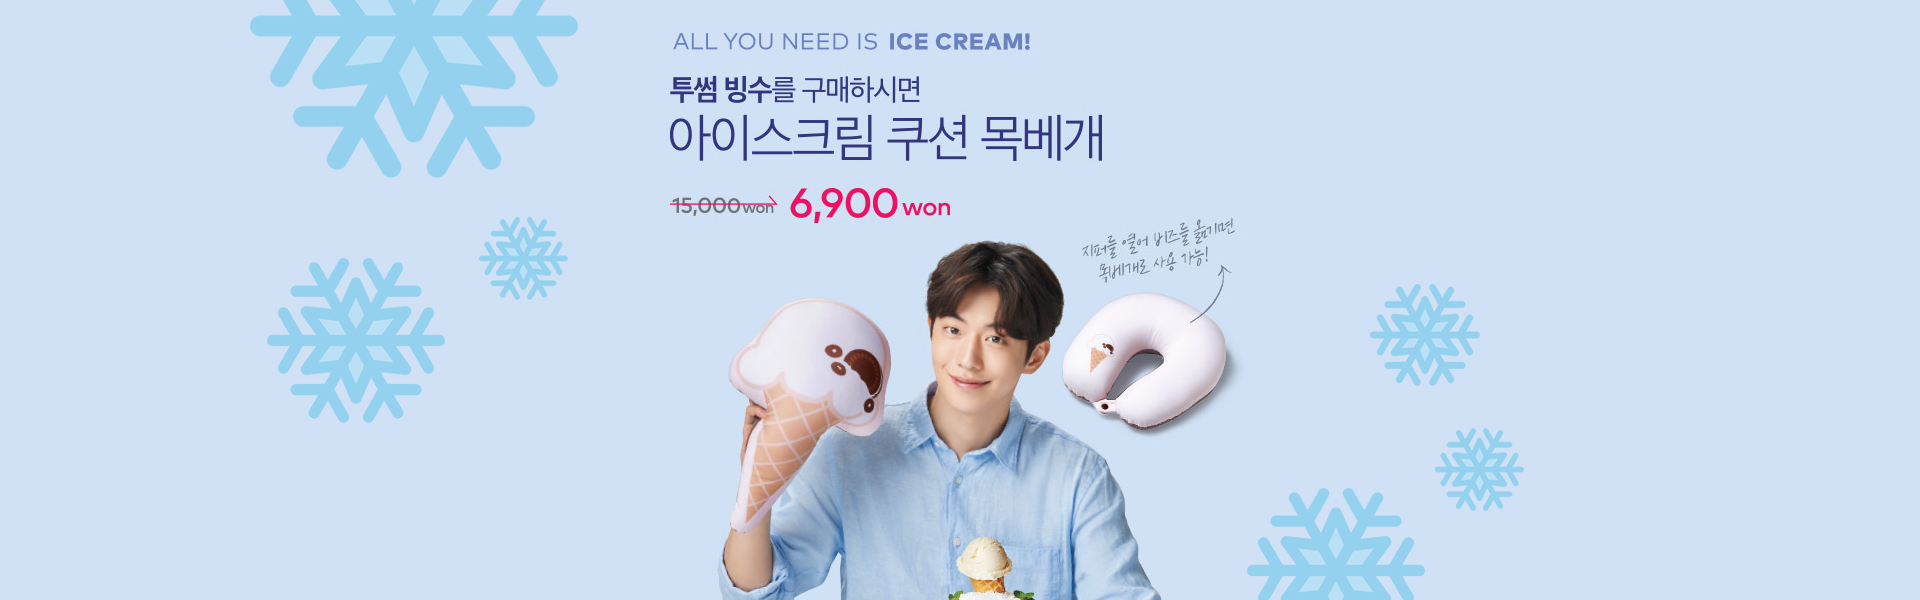 ALL YOU NEED IS ICE CREAM!
투썸 빙수를 구매하시면
아이스크림 쿠션 목베개
15,000won 6,900won
지퍼를 열어 비즈를 옮기면
목베개로 사용 가능!